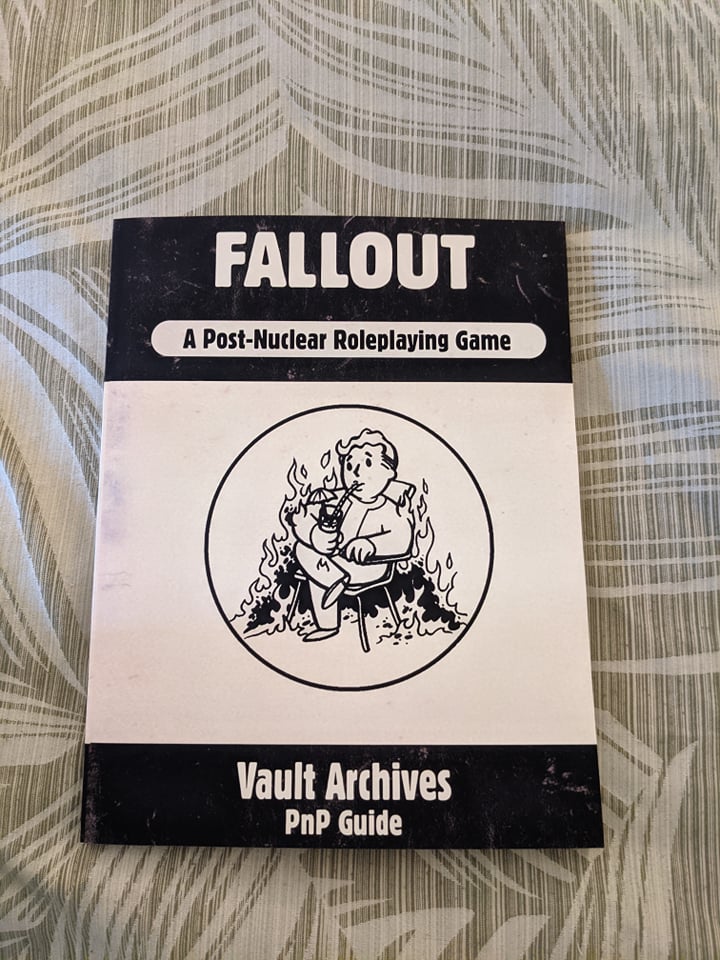 FALLOUT
A Post-Nuclear Roleplaying Game
Vault Archives
PnP Guide